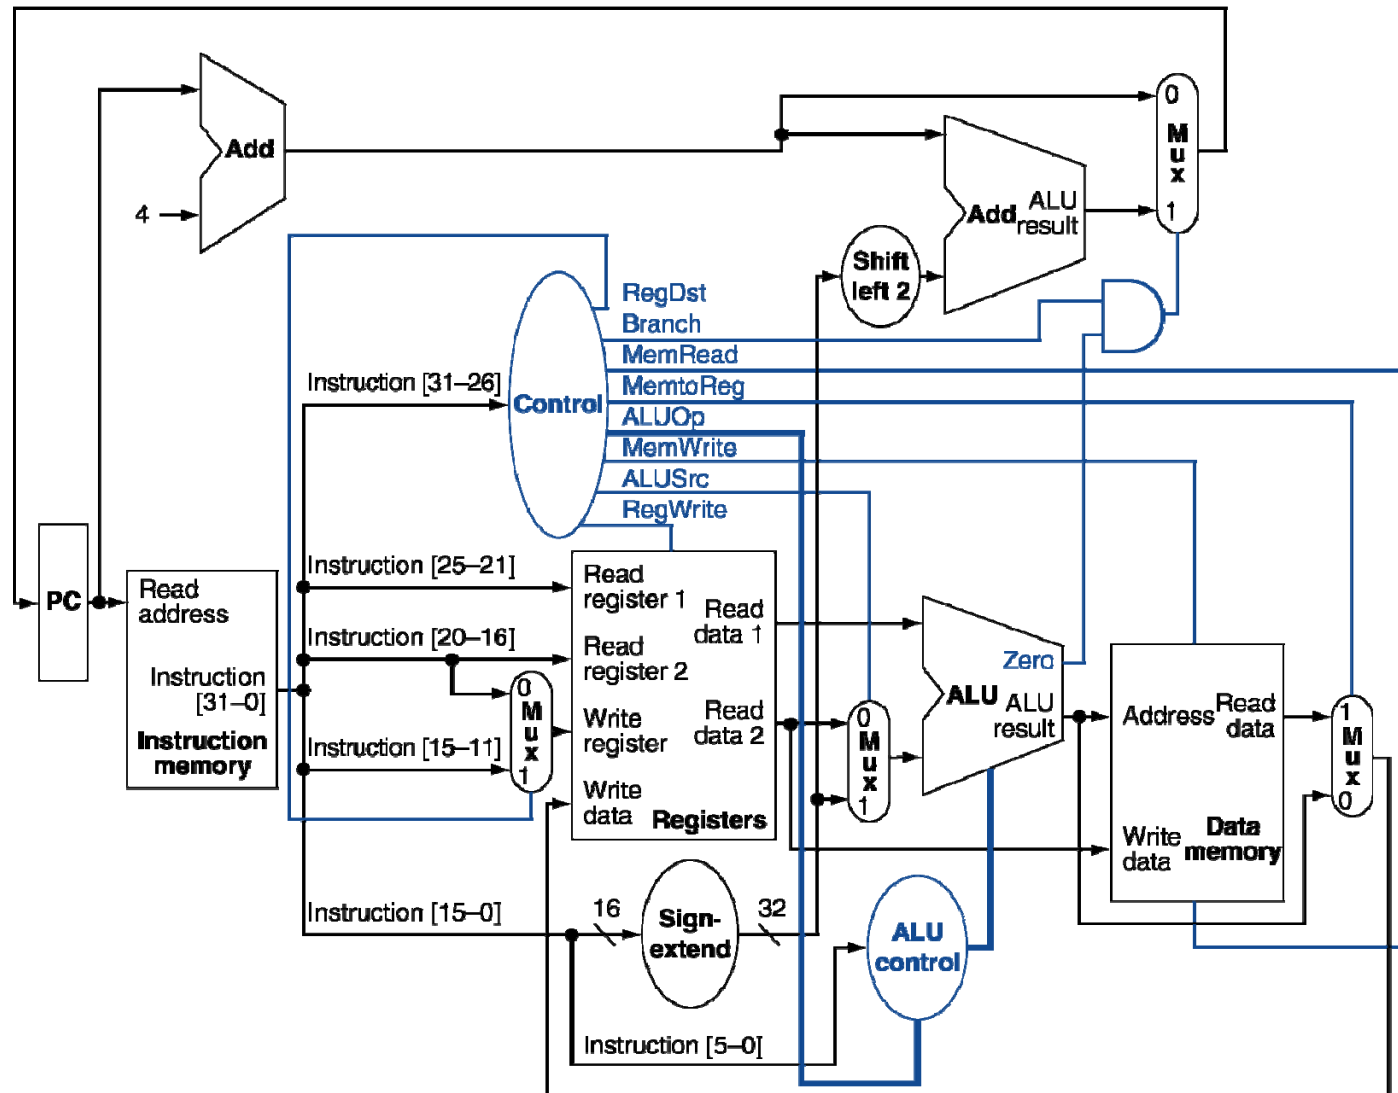 Add
4
0
M
u
x
1
Add
ALU
result
Shift
left 2
RegDst
Branch
MemRead
MemtoReg
ALUOp
MemWrite
ALUSrc
RegWrite
Control
Instruction [31–26]
PC
Read
address
Instruction
[31–0]
Instruction
memory
Instruction [25–21]
Instruction [20–16]
Instruction [15–11]
0
M
u
x
1
Read
register 1
Read
register 2
Write
register
Write
data
Read
data 1
Read
data 2
Registers
0
M
u
x
1
Zero
ALU
ALU
result
Address
Read
data
Write
data
Data
memory
1
M
u
x
0
Instruction [15–0]
16
Sign-
extend
32
ALU
control
Instruction [5–0]